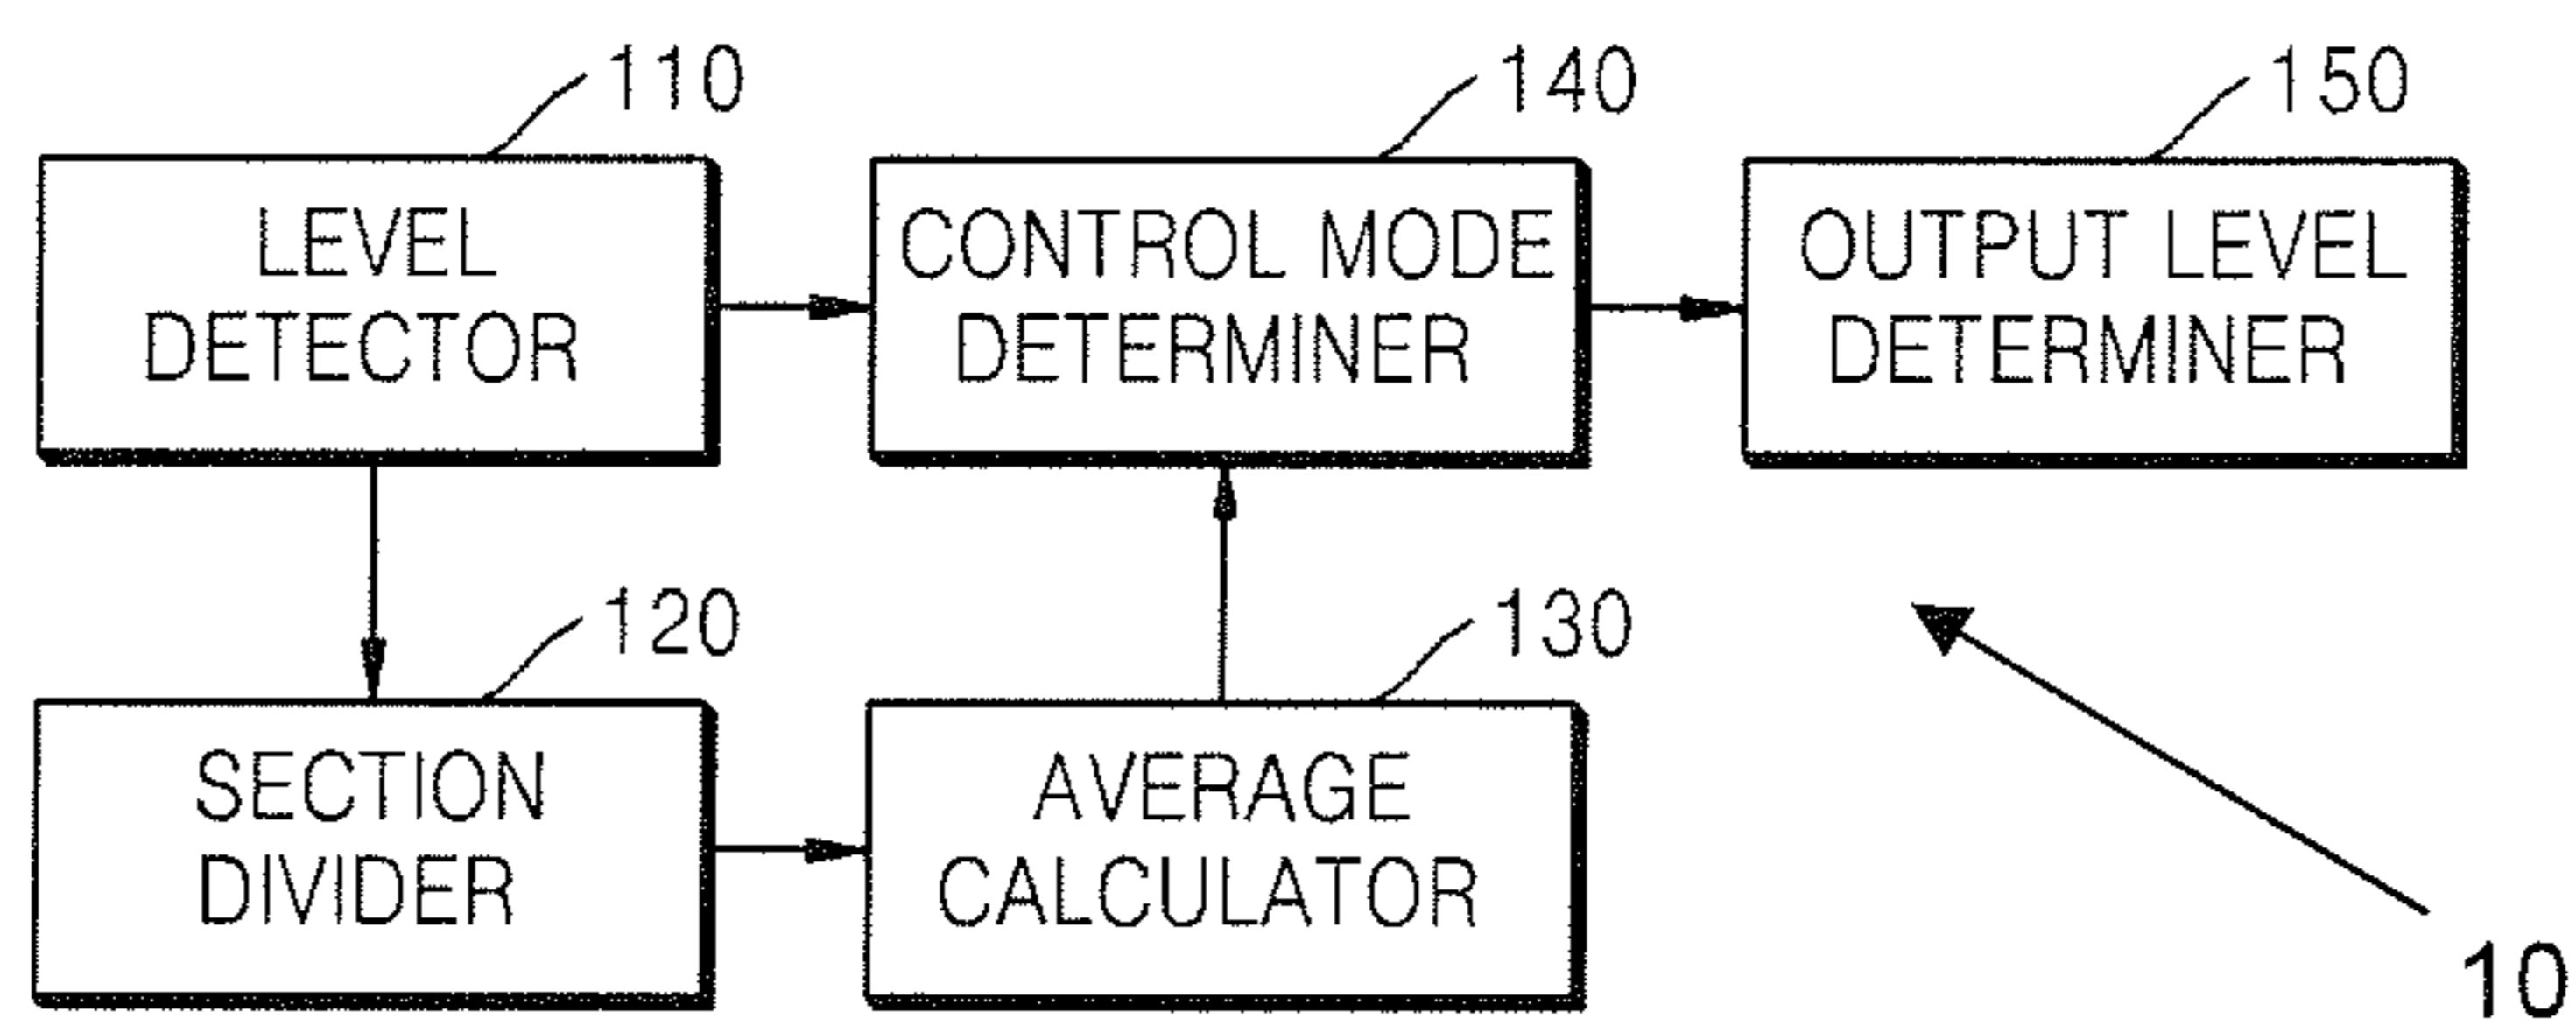 110
140
150
LEVEL
DETECTOR
CONTROL MODE
DETERMINER
OUTPUT LEVEL
DETERMINER
120
130
SECTION
DIVIDER
AVERAGE
CALCULATOR
10